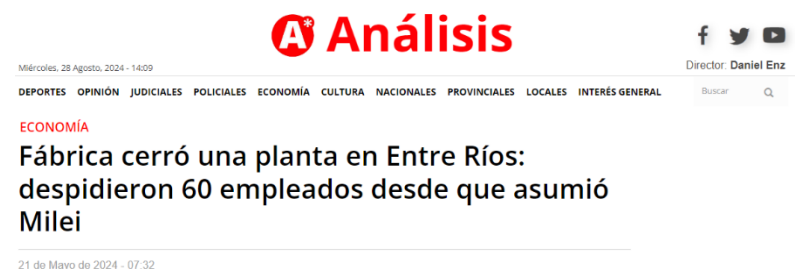 A* Análisis
Miércoles, 28 Agosto, 2024 - 14:09
Director: Daniel Enz
DEPORTES OPINIÓN JUDICIALES POLICIALES ECONOMÍA CULTURA NACIONALES PROVINCIALES LOCALES INTERÉS GENERAL
Buscar
ECONOMÍA
Fábrica cerró una planta en Entre Ríos:
despidieron 60 empleados desde que asumió
Milei
21 de Mayo de 2024 - 07:32